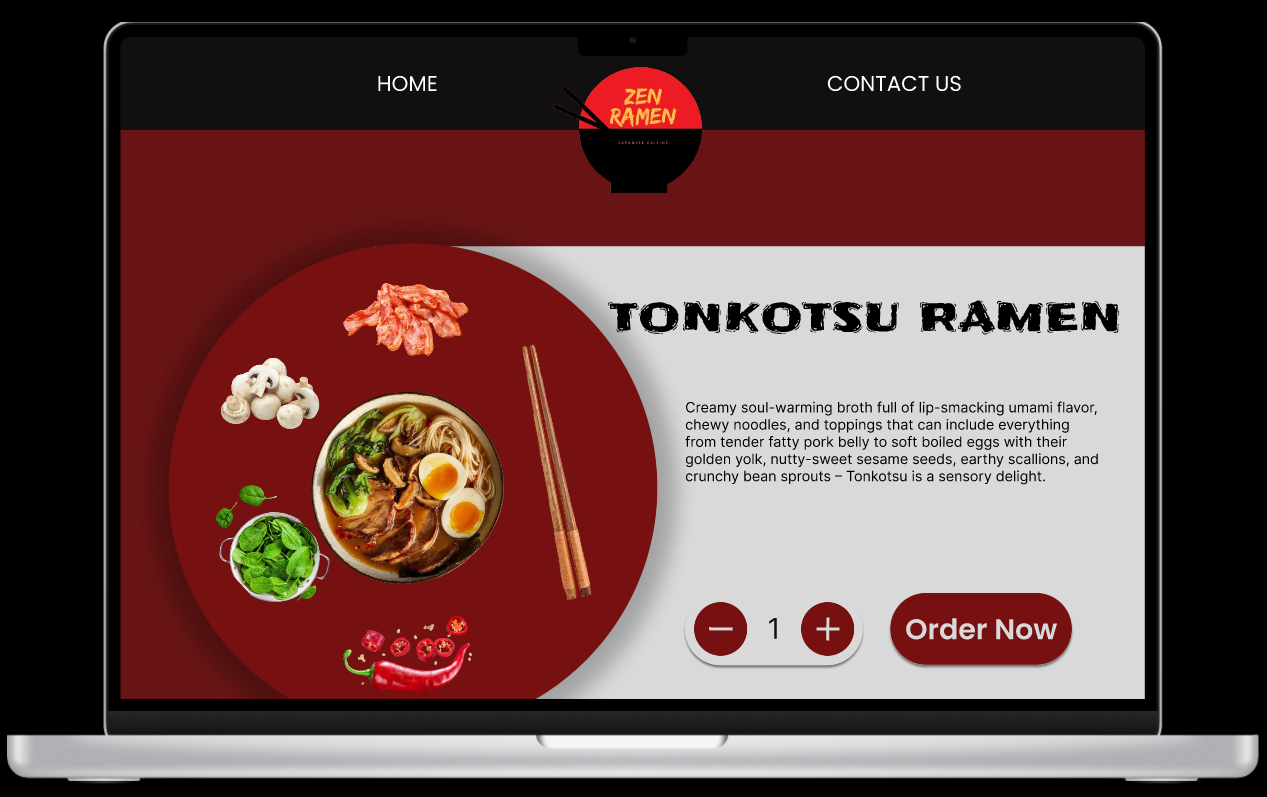 HOME
ZEN
RAMEN
JAPANESE CUISINE
CONTACT US
TONKOTSU RAMEN
Creamy soul-warming broth full of lip-smacking umami flavor,
chewy noodles, and toppings that can include everything
from tender fatty pork belly to soft boiled eggs with their
golden yolk, nutty-sweet sesame seeds, earthy scallions, and
crunchy bean sprouts – Tonkotsu is a sensory delight.
1
Order Now